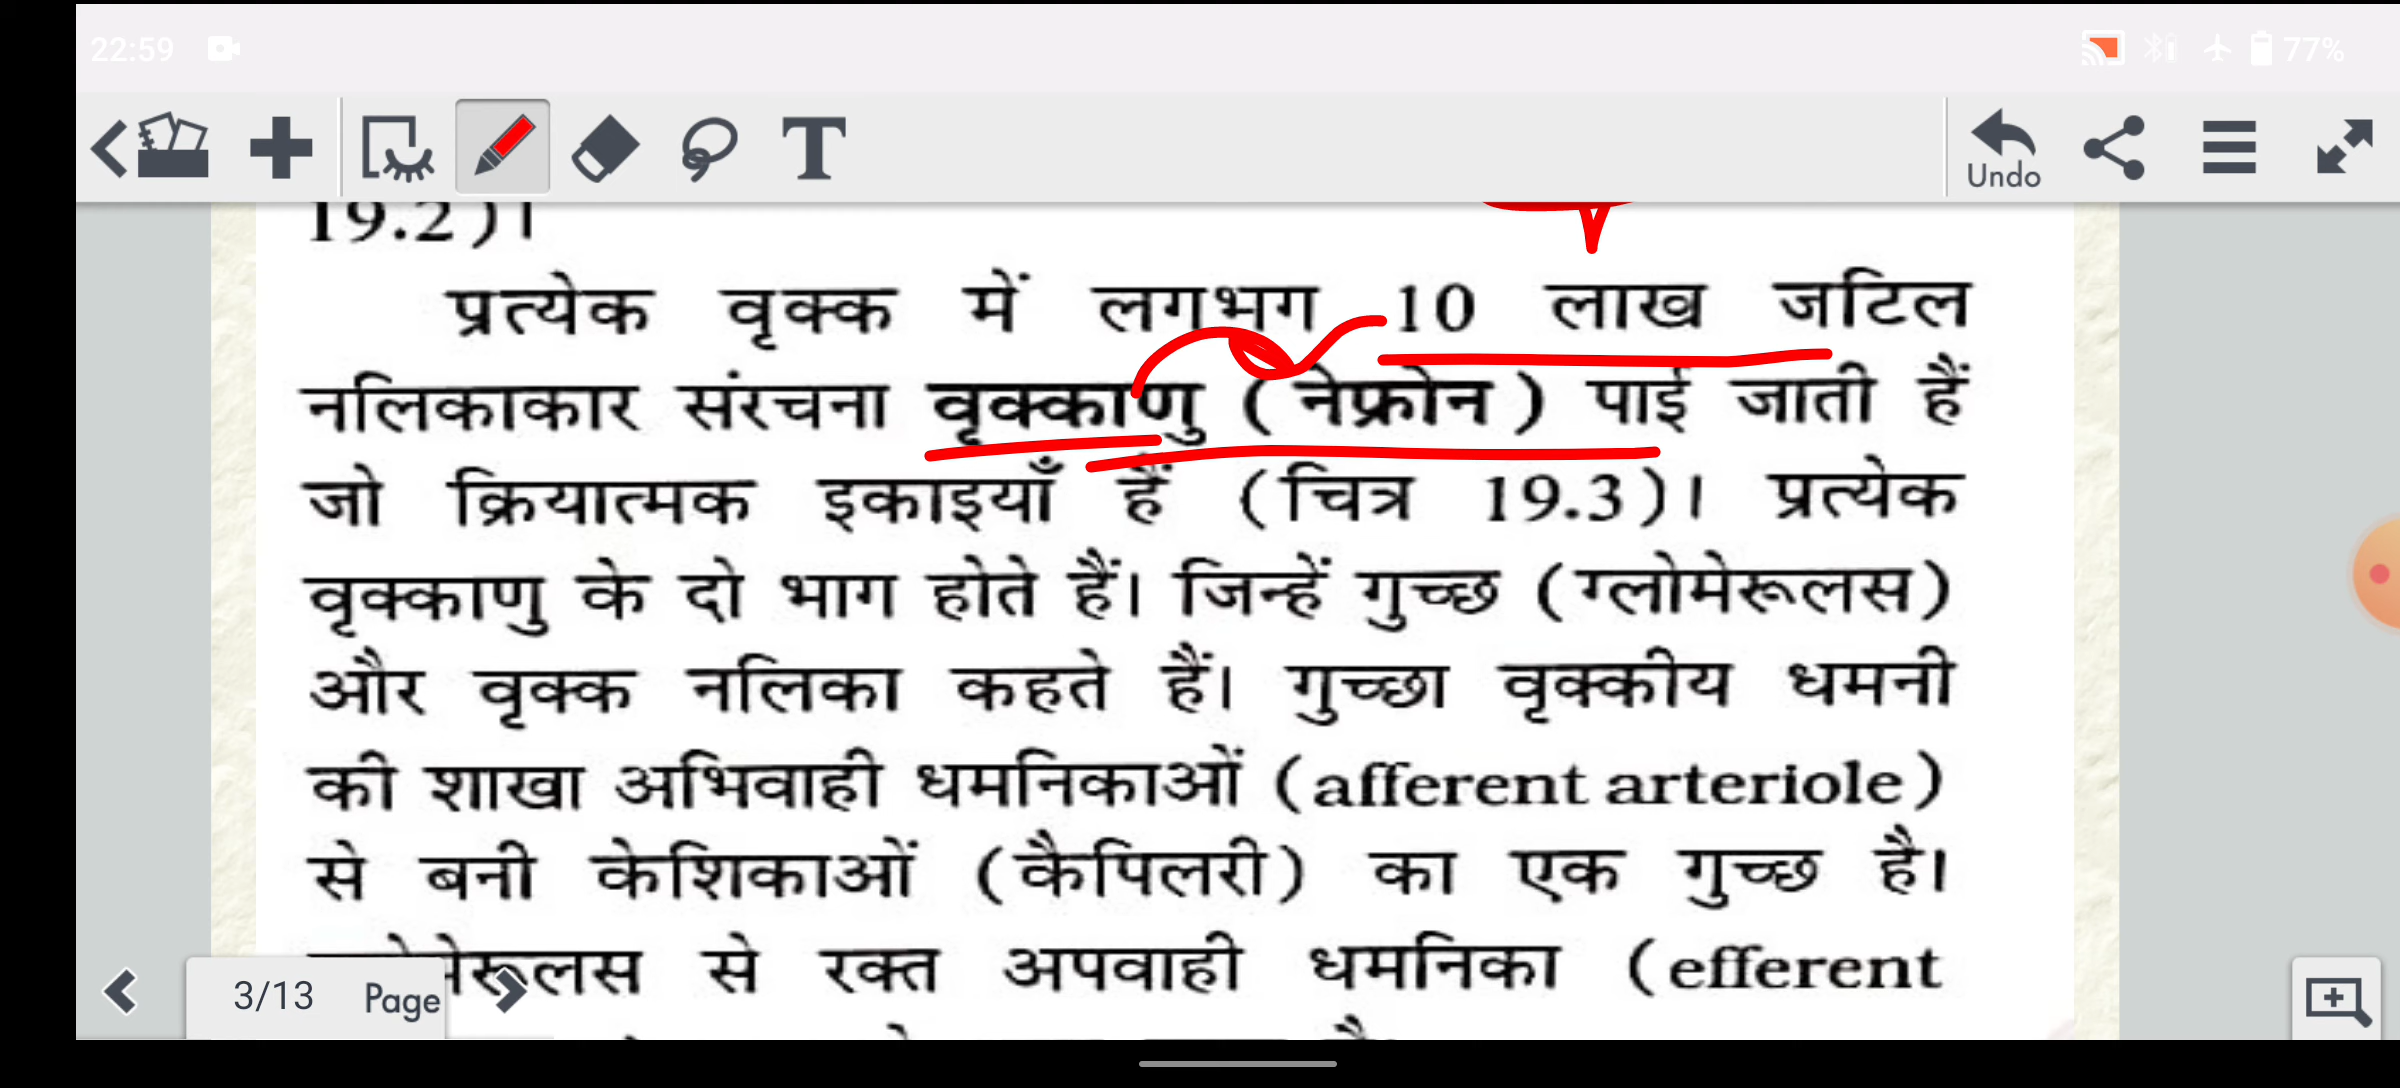 22:59 77%
Undo
19.2)।
प्रत्येक वृक्क में लगभग 10 लाख जटिल
नलिकाकार संरचना वृक्काणु (नेफ्रोन) पाई जाती हैं
जो क्रियात्मक इकाइयाँ हैं (चित्र 19.3)। प्रत्येक
वृक्काणु के दो भाग होते हैं। जिन्हें गुच्छ (ग्लोमेरूलस)
और वृक्क नलिका कहते हैं। गुच्छा वृक्कीय धमनी
की शाखा अभिवाही धमनिकाओं (afferent arteriole)
से बनी केशिकाओं (कैपिलरी) का एक गुच्छ है।
से रक्त अपवाही धमनिका (efferent
3/13 Page